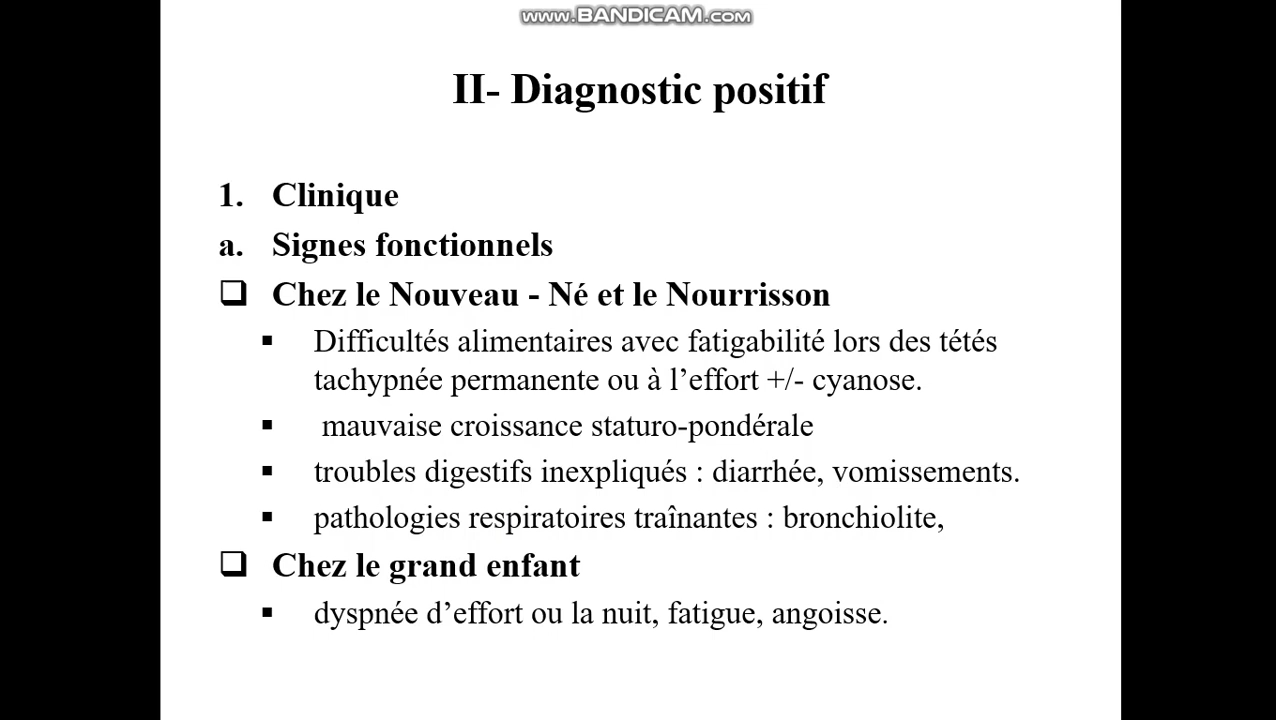 www.BANDICAM.com
II- Diagnostic positif
1. Clinique
a. Signes fonctionnels
❑ Chez le Nouveau - Né et le Nourrisson
▪ Difficultés alimentaires avec fatigabilité lors des tétés
tachypnée permanente ou à l’effort +/- cyanose.
▪ mauvaise croissance staturo-pondérale
▪ troubles digestifs inexpliqués : diarrhée, vomissements.
▪ pathologies respiratoires traînantes : bronchiolite,
❑ Chez le grand enfant
▪ dyspnée d’effort ou la nuit, fatigue, angoisse.